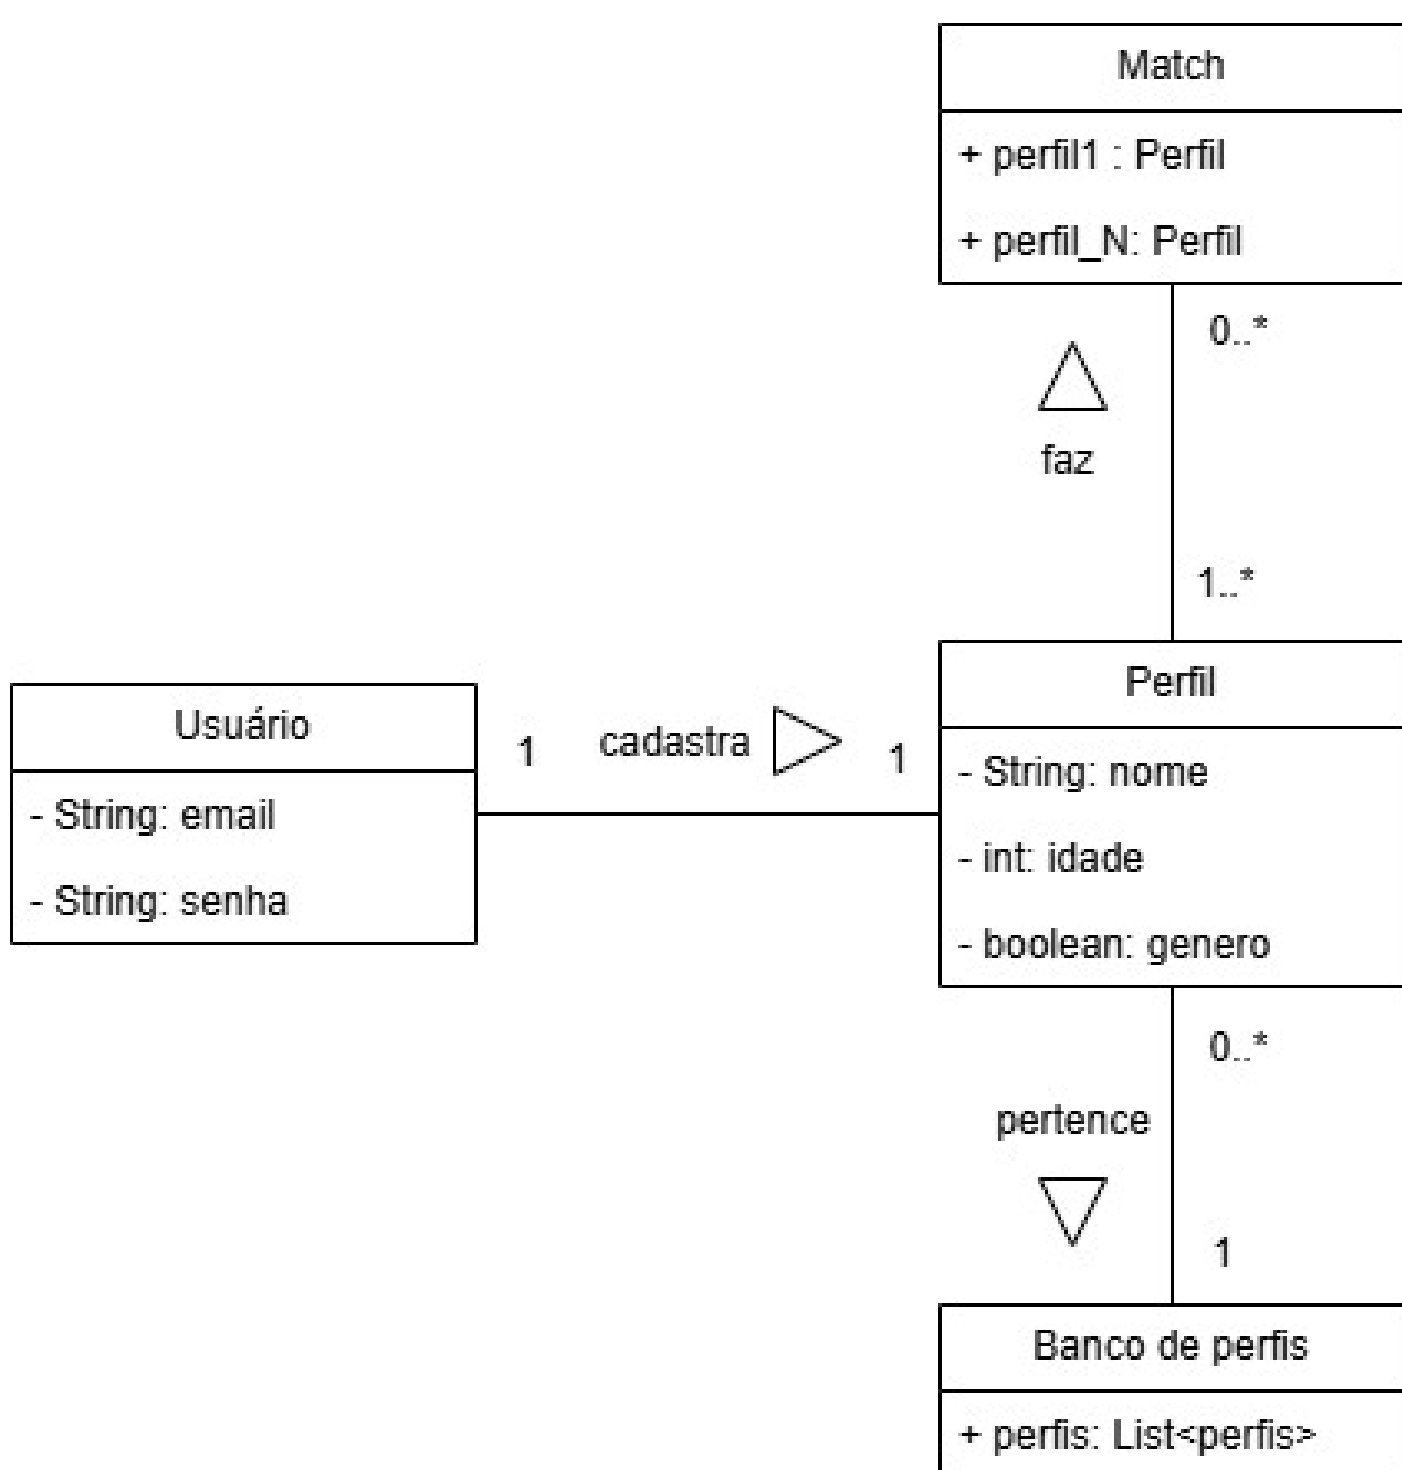 Match
+ perfil1 : Perfil
+ perfil_N: Perfil
0..*
faz
1..*
Perfil
- String: nome
- int: idade
- boolean: genero
Usuário
- String: email
- String: senha
1
cadastra
1
0..*
pertence
1
Banco de perfis
+ perfis: List<perfis>